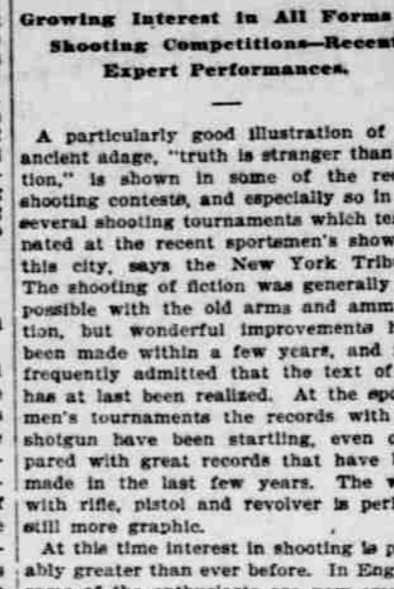 Growing Interest in All Forms
Shooting Competitions—Recent
Expert Performances.
A particularly good illustration of
ancient adage, "truth is stranger than
tion," is shown in some of the rec
shooting contests, and especially so in
several shooting tournaments which te
nated at the recent sportsmen's show
this city, says the New York Trib
The shooting of fiction was generally
possible with the old arms and amm
tion, but wonderful improvements h
been made within a few years, and
frequently admitted that the text of
has at last been realized. At the spo
men's tournaments the records with
shotgun have been startling, even c
pared with great records that have
made in the last few years. The w
with rifle, pistol and revolver is per
still more graphic.
At this time interest in shooting is p
ably greater than ever before. In Eng